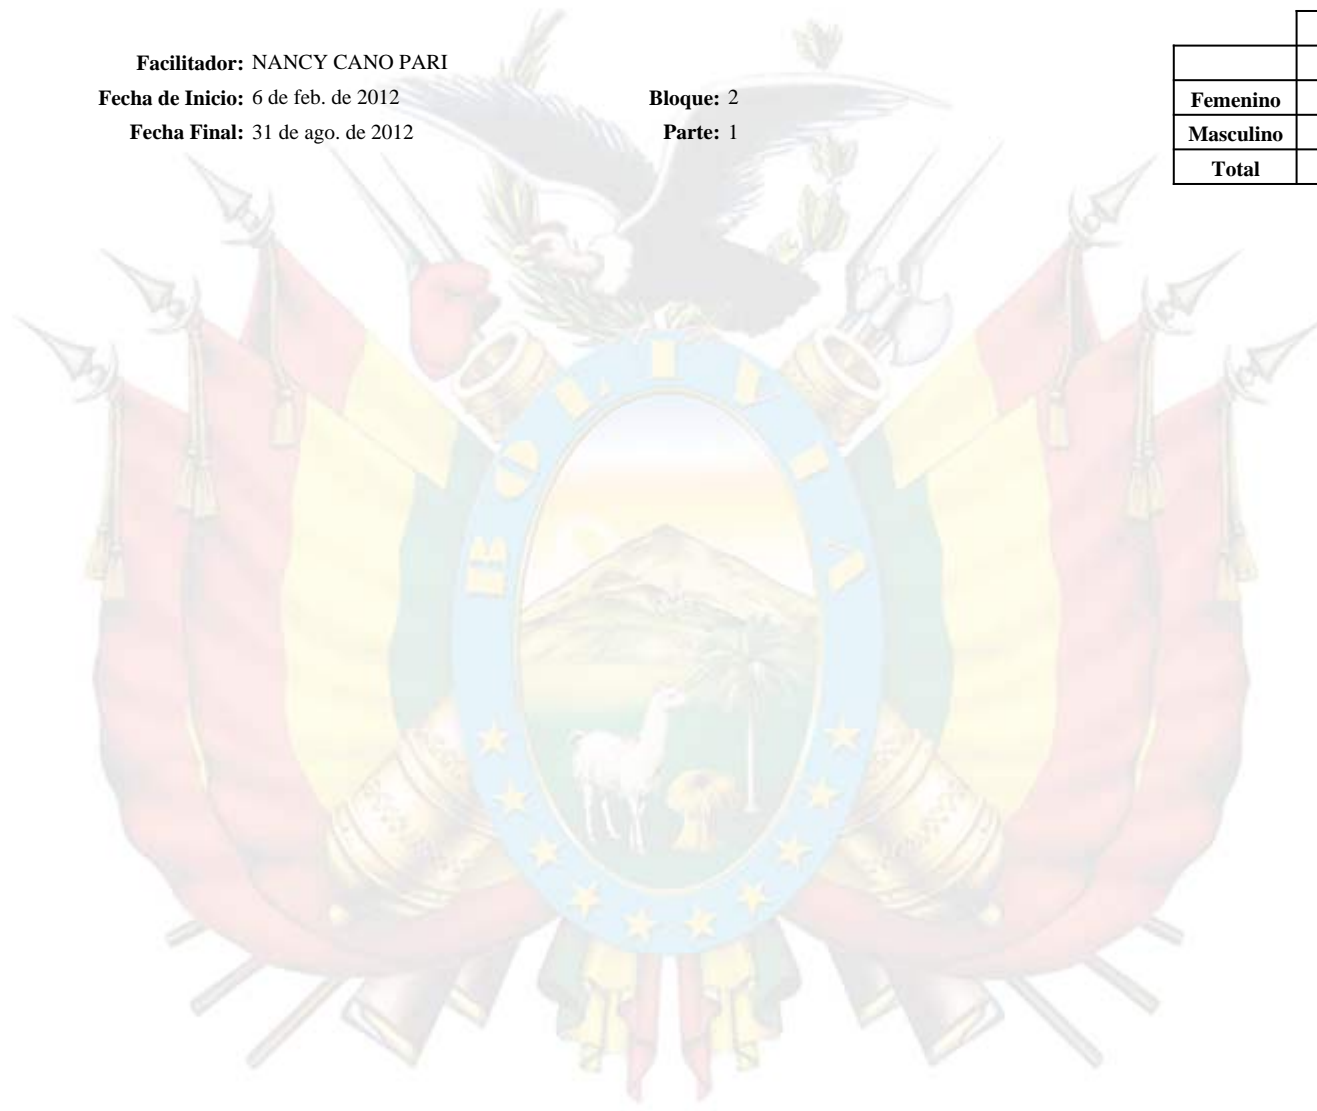 Facilitador: NANCY CANO PARI
Fecha de Inicio: 6 de feb. de 2012 Bloque: 2
Fecha Final: 31 de ago. de 2012 Parte: 1
Femenino
Masculino
Total
BOLIVIA